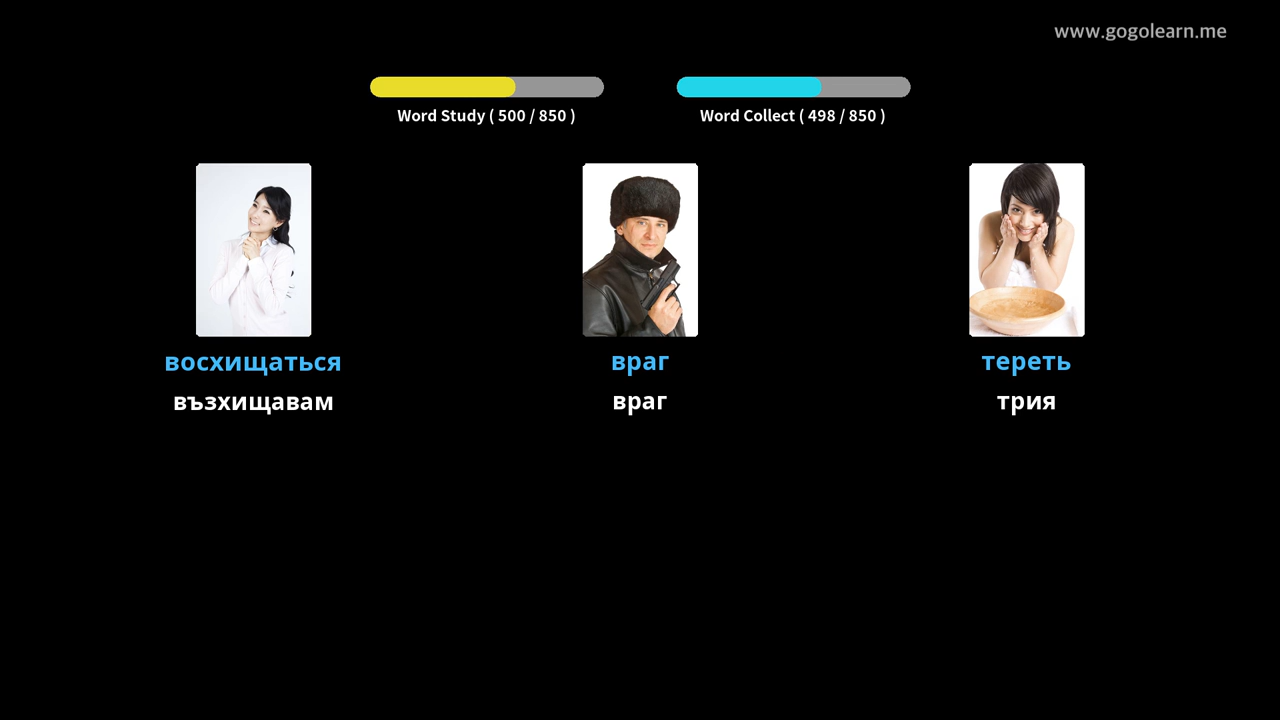 www.gogolearn.me
Word Study ( 500 / 850 )
Word Collect ( 498 / 850 )
восхищаться
враг
тереть
възхищавам
враг
трия